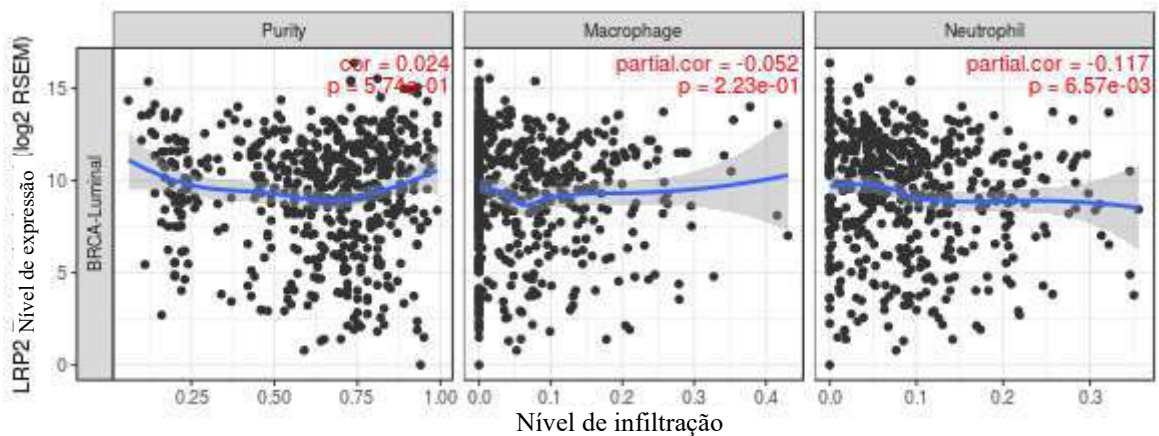 Purity
Macrophage
Neutrophil
cor = 0.024
p = 5.74e-01
partial.cor = -0.052
p = 2.23e-01
partial.cor = -0.117
p = 6.57e-03
LRP2 Nível de expressão (log2 RSEM)
BRCA-Luminal
15
10
5
0
0.25 0.50 0.75 1.00
0.0 0.1 0.2 0.3 0.4
0.0 0.1 0.2 0.3
Nível de infiltração